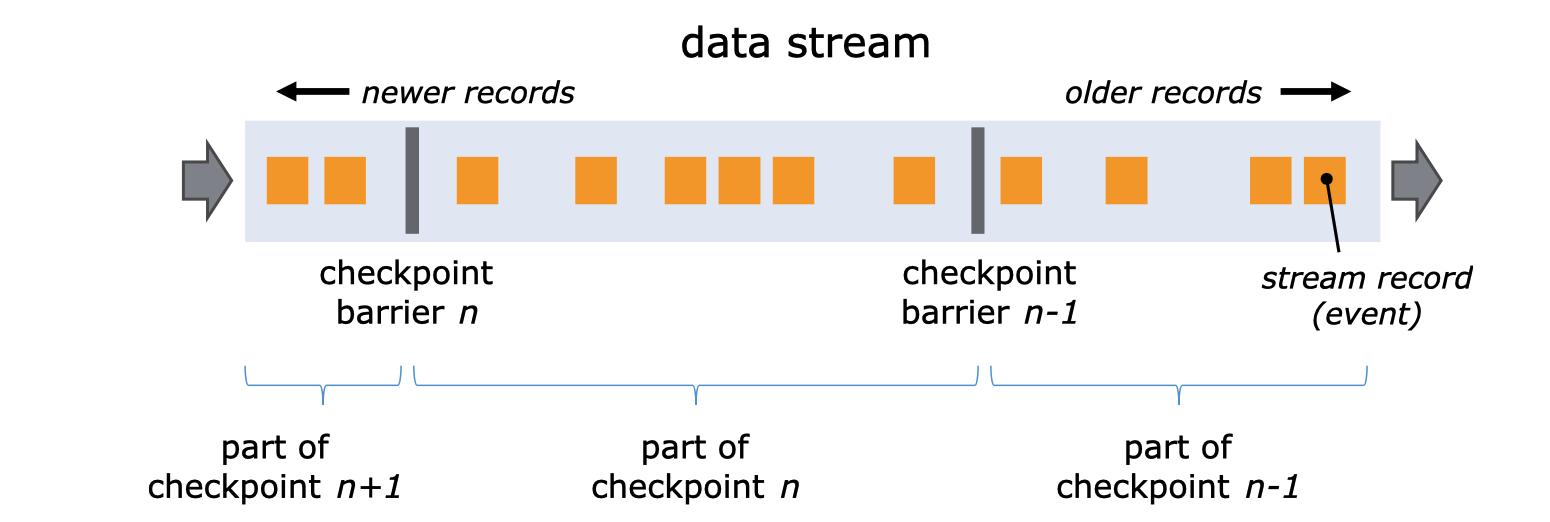 data stream
newer records
older records
checkpoint
barrier n
checkpoint
barrier n-1
stream record
(event)
part of
checkpoint n+1
part of
checkpoint n
part of
checkpoint n-1